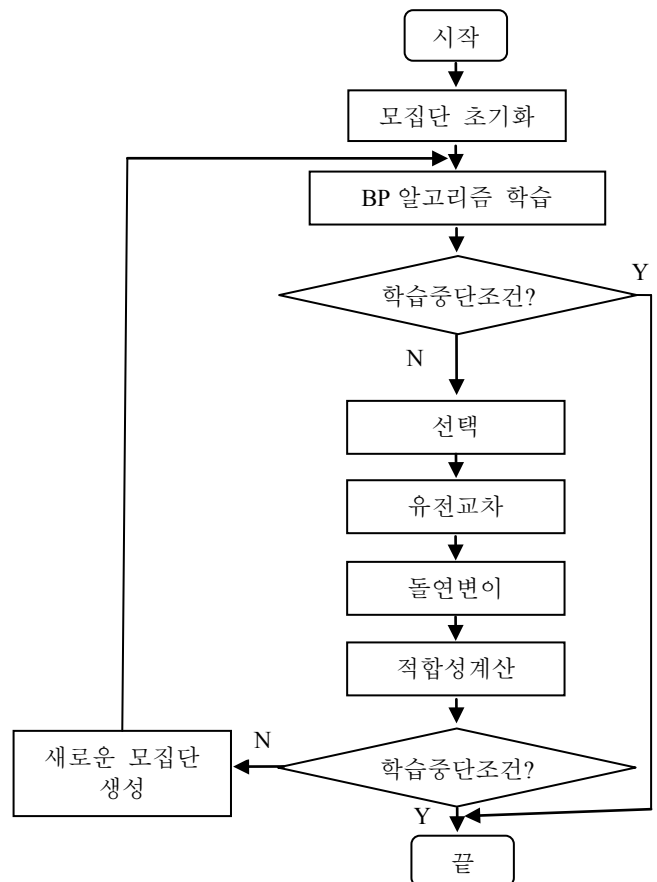 시작
모집단 초기화
BP 알고리즘 학습
학습중단조건?
Y
N
선택
유전교차
돌연변이
적합성계산
학습중단조건?
N
새로운 모집단
생성
Y
끝